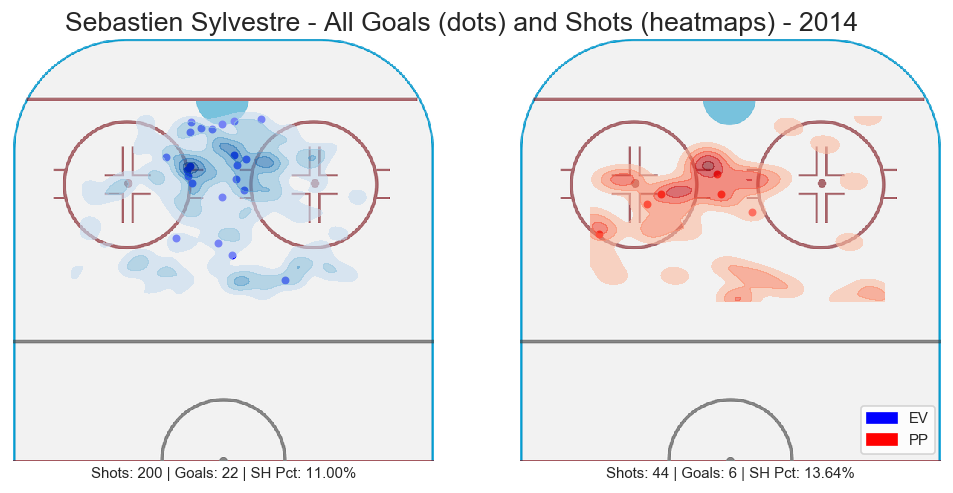 Sebastien Sylvestre - All Goals (dots) and Shots (heatmaps) - 2014
EV
PP
Shots: 200 | Goals: 22 | SH Pct: 11.00%
Shots: 44 | Goals: 6 | SH Pct: 13.64%